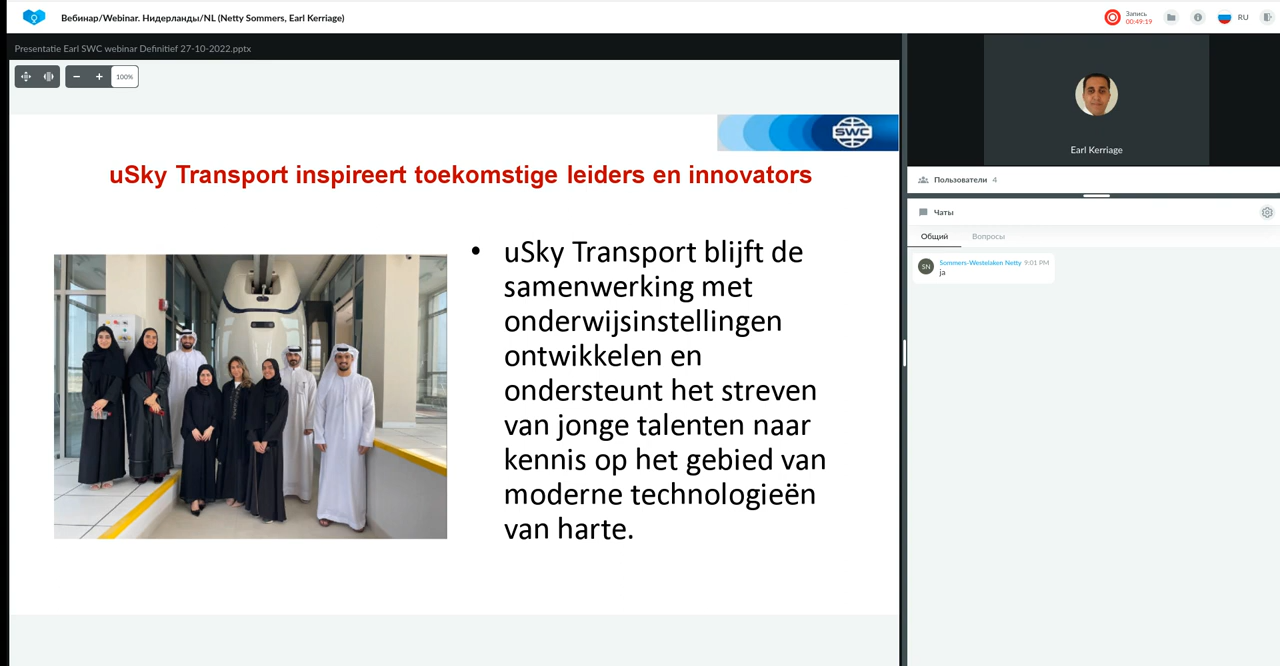 Вебинар/Webinar. Нидерланды/NL (Netty Sommers, Earl Kerriage)
Запись
00:49:19
RU
Presentatie Earl SWC webinar Definitief 27-10-2022.pptx
100%
SWC
uSky Transport inspireert toekomstige leiders en innovators
• uSky Transport blijft de
samenwerking met
onderwijsinstellingen
ontwikkelen en
ondersteunt het streven
van jonge talenten naar
kennis op het gebied van
moderne technologieën
van harte.
Earl Kerriage
Пользователи 4
Чаты
Общий Вопросы
SN
Sommers-Westelaken Netty 9:01 PM
ja